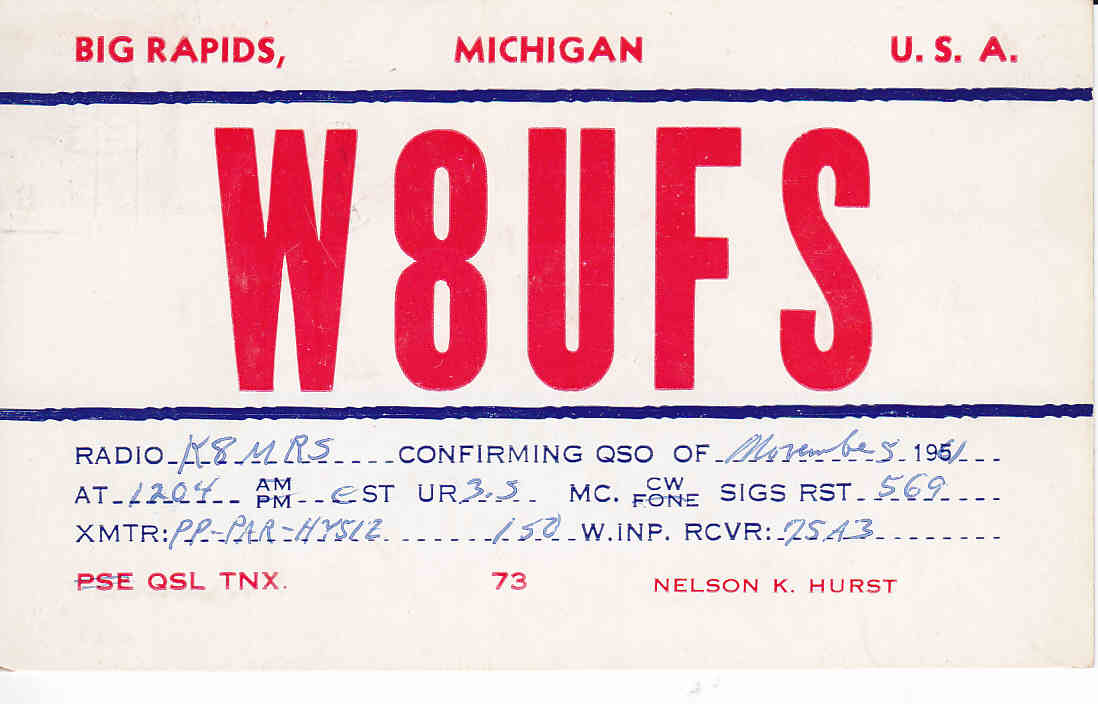 BIG RAPIDS, MICHIGAN U. S. A.
W8UFS
RADIO K8MRS CONFIRMING QSO OF November 5 1961
AT 1204 AM PM EST UR 3.5 MC. CW FONE SIGS RST 569
XMTR: PP-PAR-HY51Z 150 W.INP. RCVR: 75A3
PSE QSL TNX. 73 NELSON K. HURST